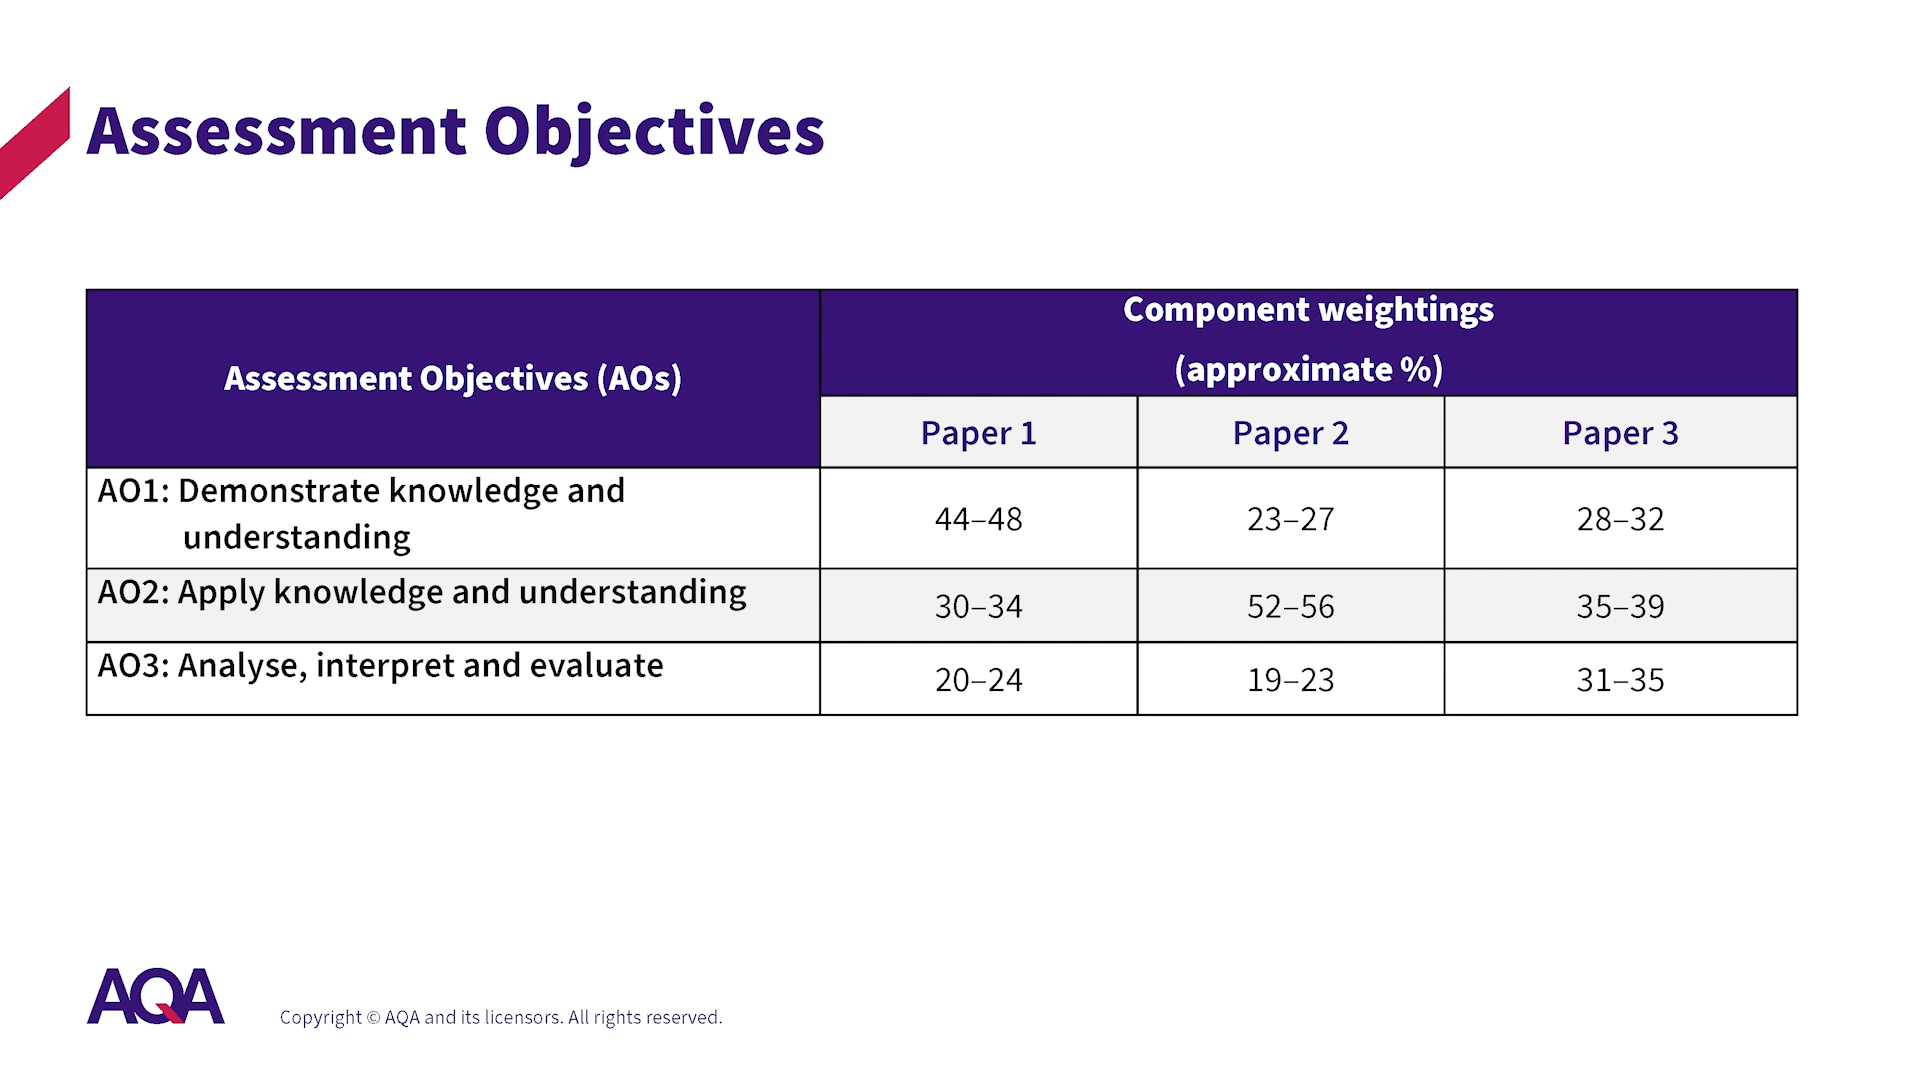 Assessment Objectives
Assessment Objectives (AOs)
Component weightings
(approximate %)
Paper 1
Paper 2
Paper 3
AO1: Demonstrate knowledge and
understanding
44–48
23–27
28–32
AO2: Apply knowledge and understanding
30–34
52–56
35–39
AO3: Analyse, interpret and evaluate
20–24
19–23
31–35
AQA
Copyright © AQA and its licensors. All rights reserved.